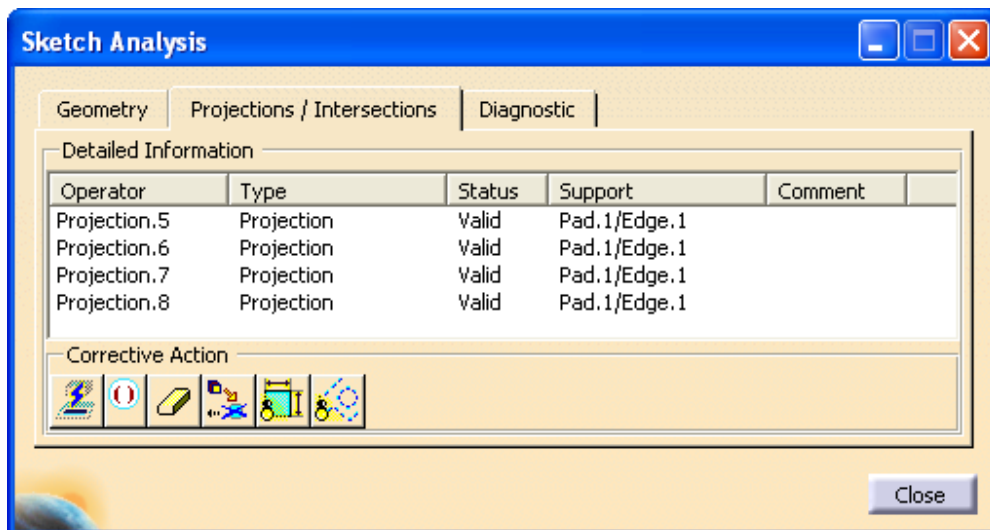 Sketch Analysis
Geometry Projections / Intersections Diagnostic
Detailed Information
Operator Type Status Support Comment
Projection.5 Projection Valid Pad.1/Edge.1
Projection.6 Projection Valid Pad.1/Edge.1
Projection.7 Projection Valid Pad.1/Edge.1
Projection.8 Projection Valid Pad.1/Edge.1
Corrective Action
Close